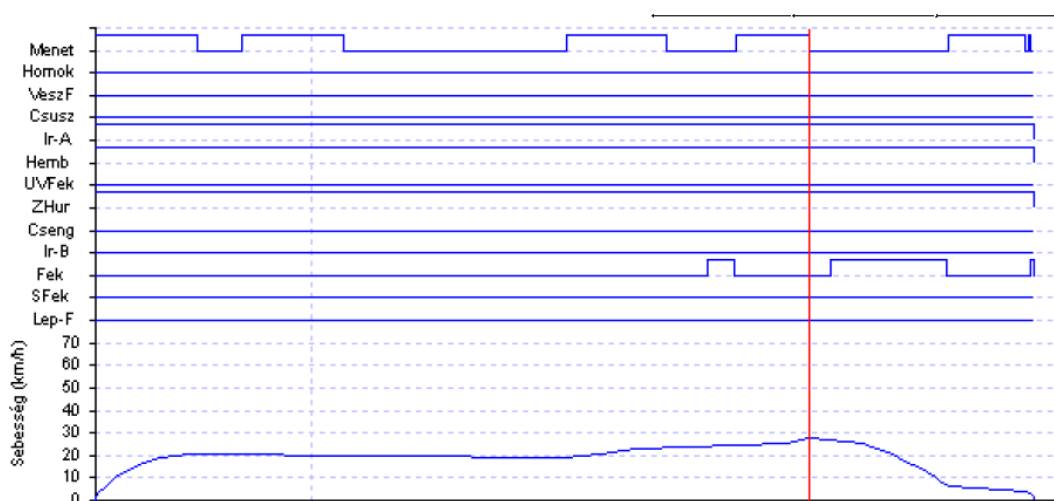 Menet
Homok
VeszF
Csusz
Ir-A
Hemb
UVFek
ZHur
Cseng
Ir-B
Fek
SFek
Lep-F
Sebesség (km/h)
70
60
50
40
30
20
10
0